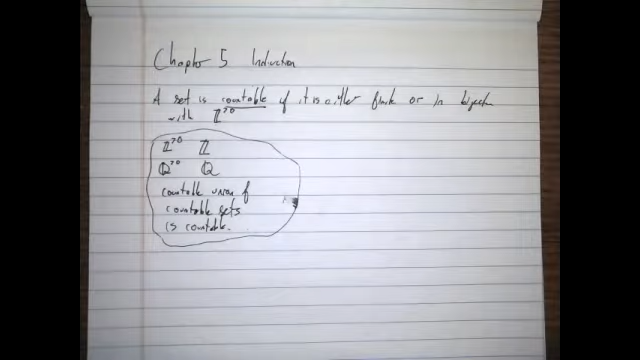 Chapter 5 Induction
A set is countable if it is either finite or in bijection
with ℤ^>0
ℤ^>0 ℤ
ℚ^>0 ℚ
countable union of
countable sets
is countable.